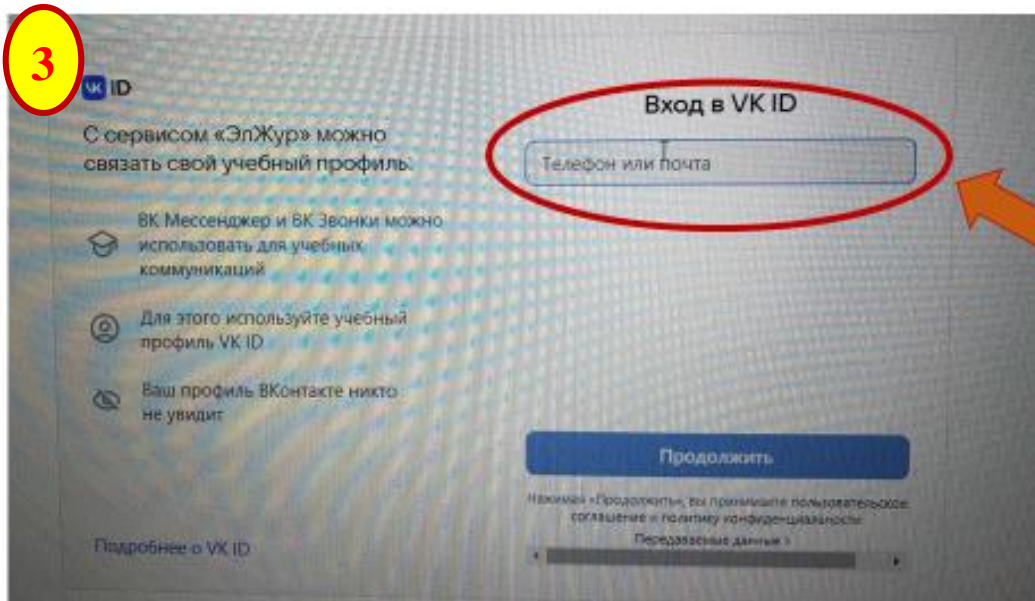 3
VK ID
С сервисом «ЭлЖур» можно
связать свой учебный профиль:
ВК Мессенджер и ВК Звонки можно
использовать для учебных
коммуникаций
Для этого используйте учебный
профиль VK ID
Ваш профиль ВКонтакте никто
не увидит
Подробнее о VK ID
Вход в VK ID
Телефон или почта
Продолжить
Нажимая «Продолжить», вы принимаете пользовательское
соглашение и политику конфиденциальности
Передаваемые данные